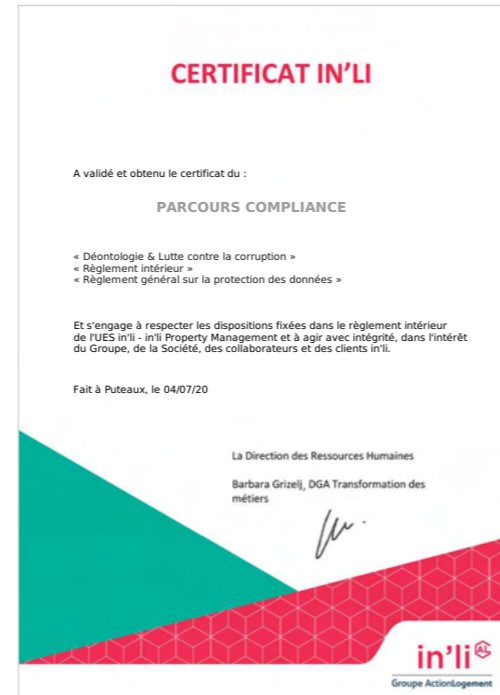 CERTIFICAT IN’LI
A validé et obtenu le certificat du :
PARCOURS COMPLIANCE
« Déontologie & Lutte contre la corruption »
« Règlement intérieur »
« Règlement général sur la protection des données »
Et s'engage à respecter les dispositions fixées dans le règlement intérieur
de l'UES in'li - in'li Property Management et à agir avec intégrité, dans l'intérêt
du Groupe, de la Société, des collaborateurs et des clients in'li.
Fait à Puteaux, le 04/07/20
La Direction des Ressources Humaines
Barbara Grizelj, DGA Transformation des
métiers
in’li AL
Groupe ActionLogement